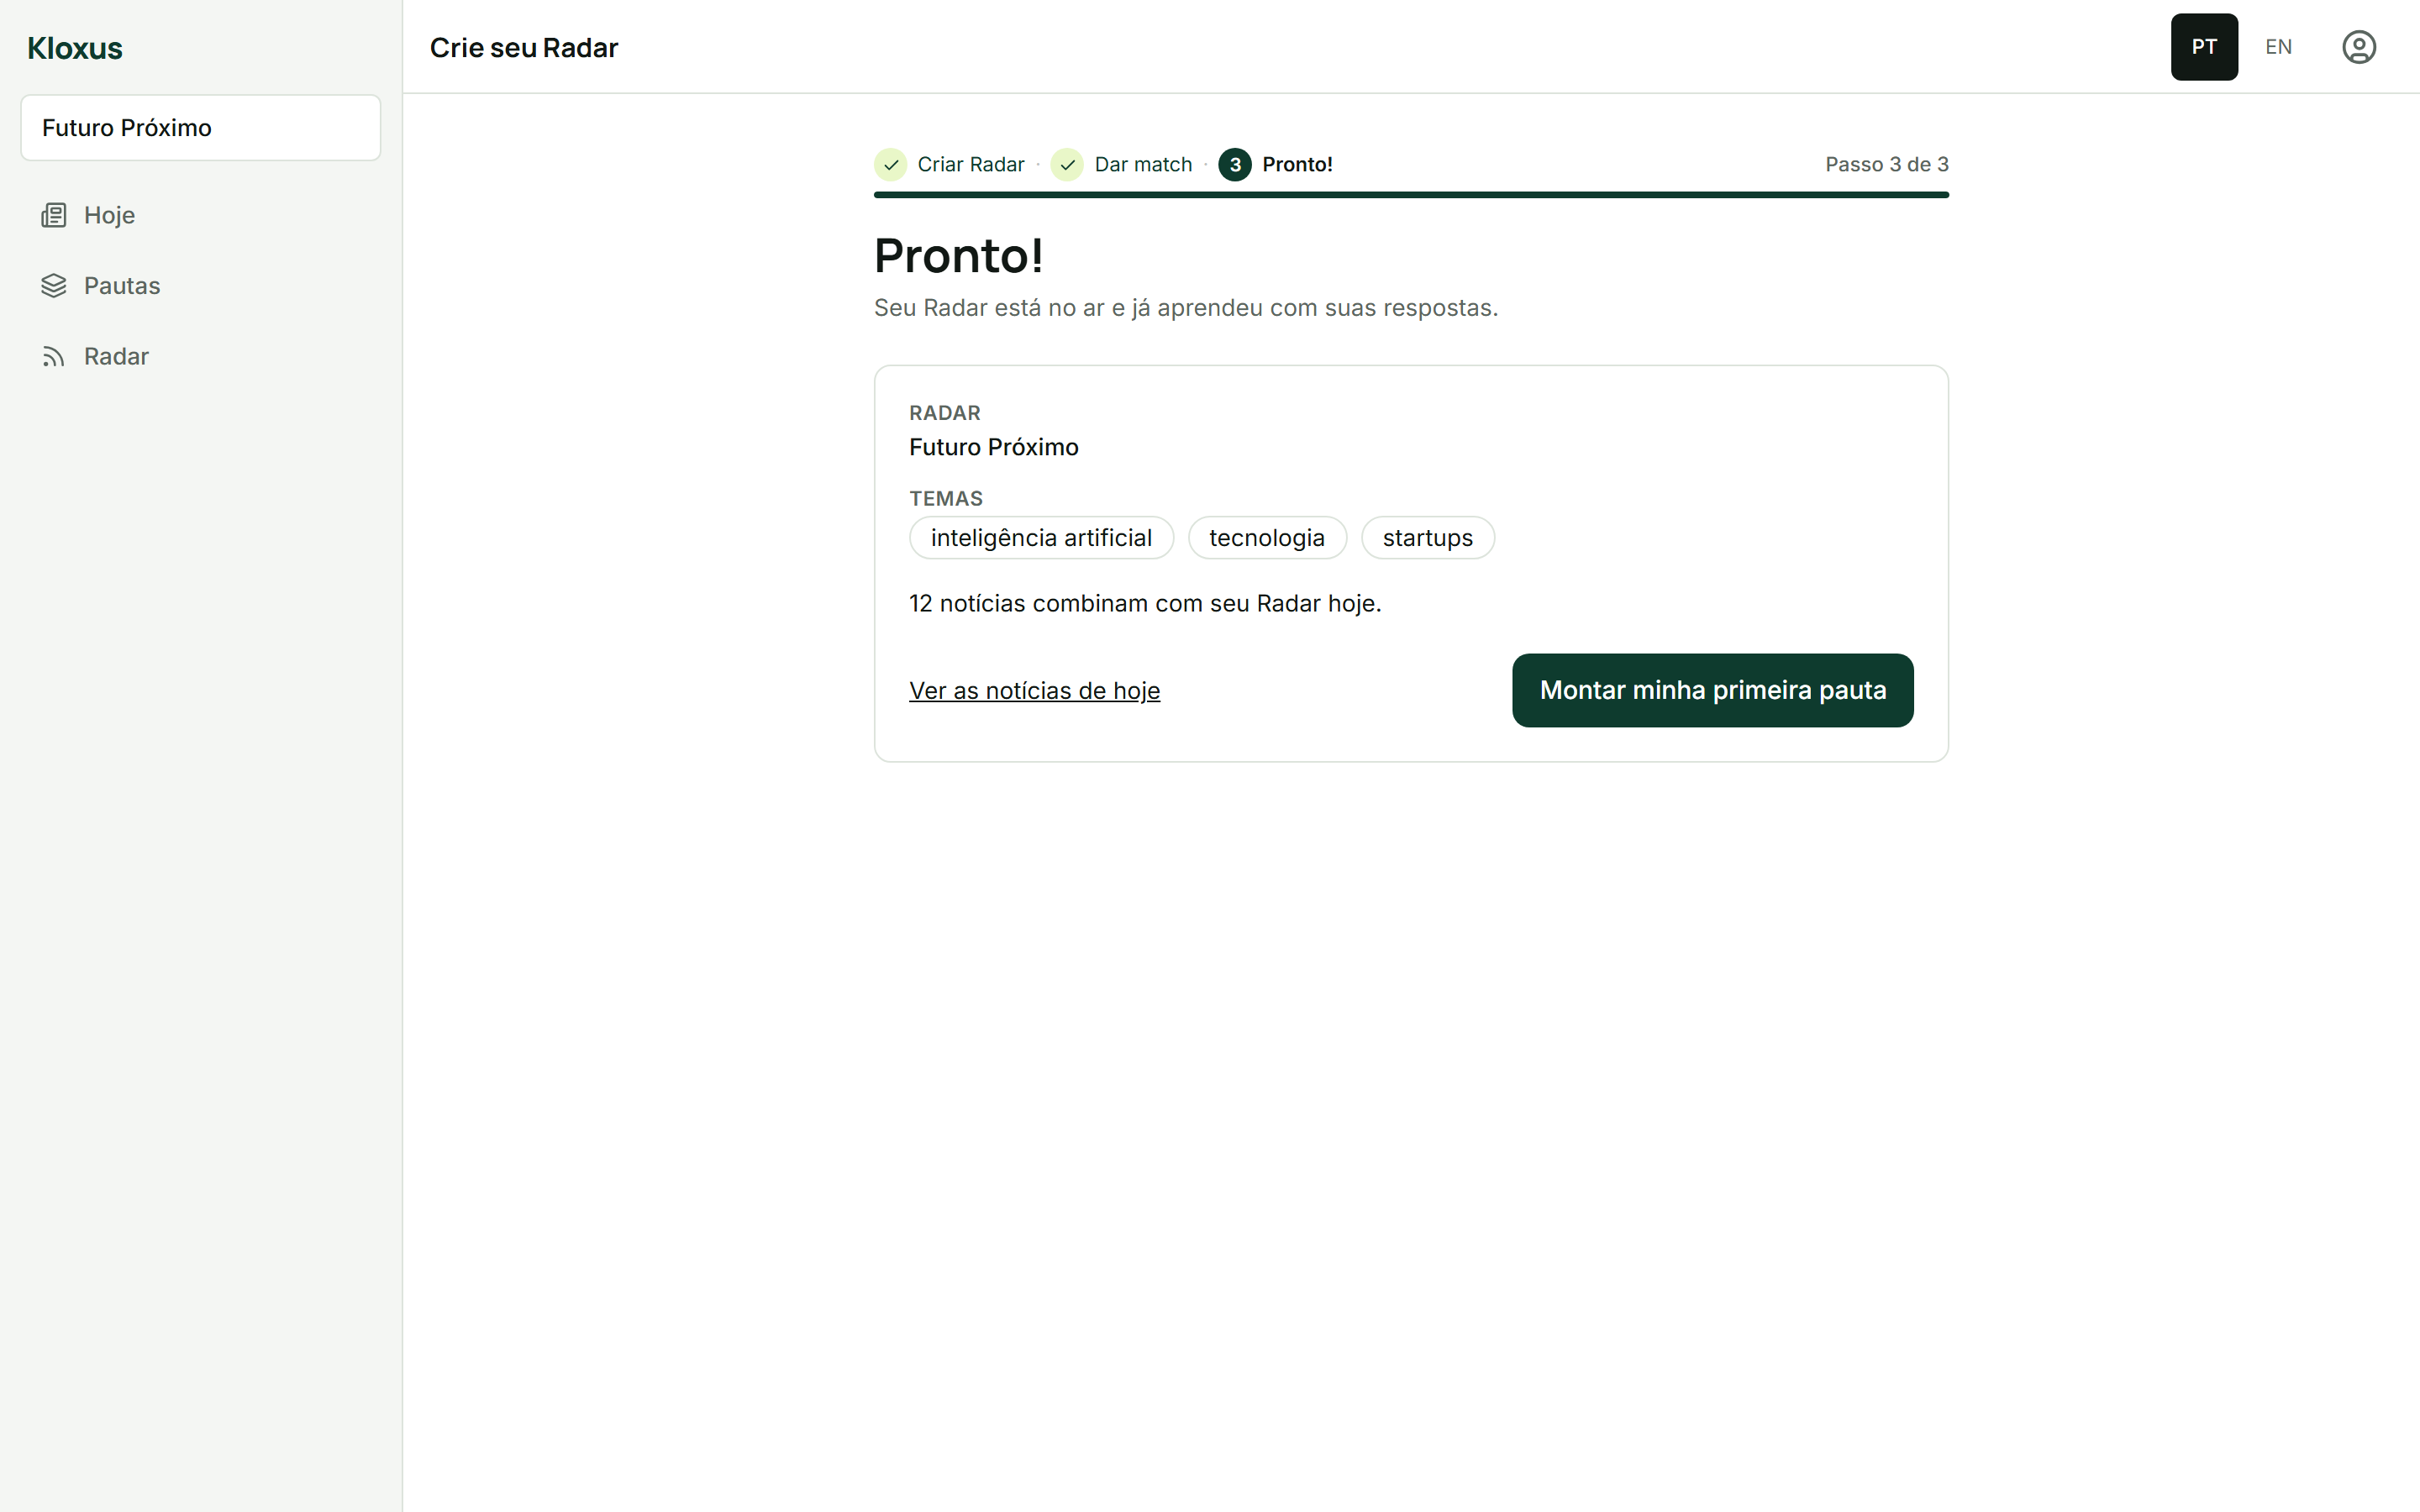 Kloxus
Futuro Próximo
Hoje
Pautas
Radar
Crie seu Radar
PT
EN
Criar Radar · Dar match · 3 Pronto!
Passo 3 de 3
Pronto!
Seu Radar está no ar e já aprendeu com suas respostas.
RADAR
Futuro Próximo
TEMAS
inteligência artificial
tecnologia
startups
12 notícias combinam com seu Radar hoje.
Ver as notícias de hoje
Montar minha primeira pauta